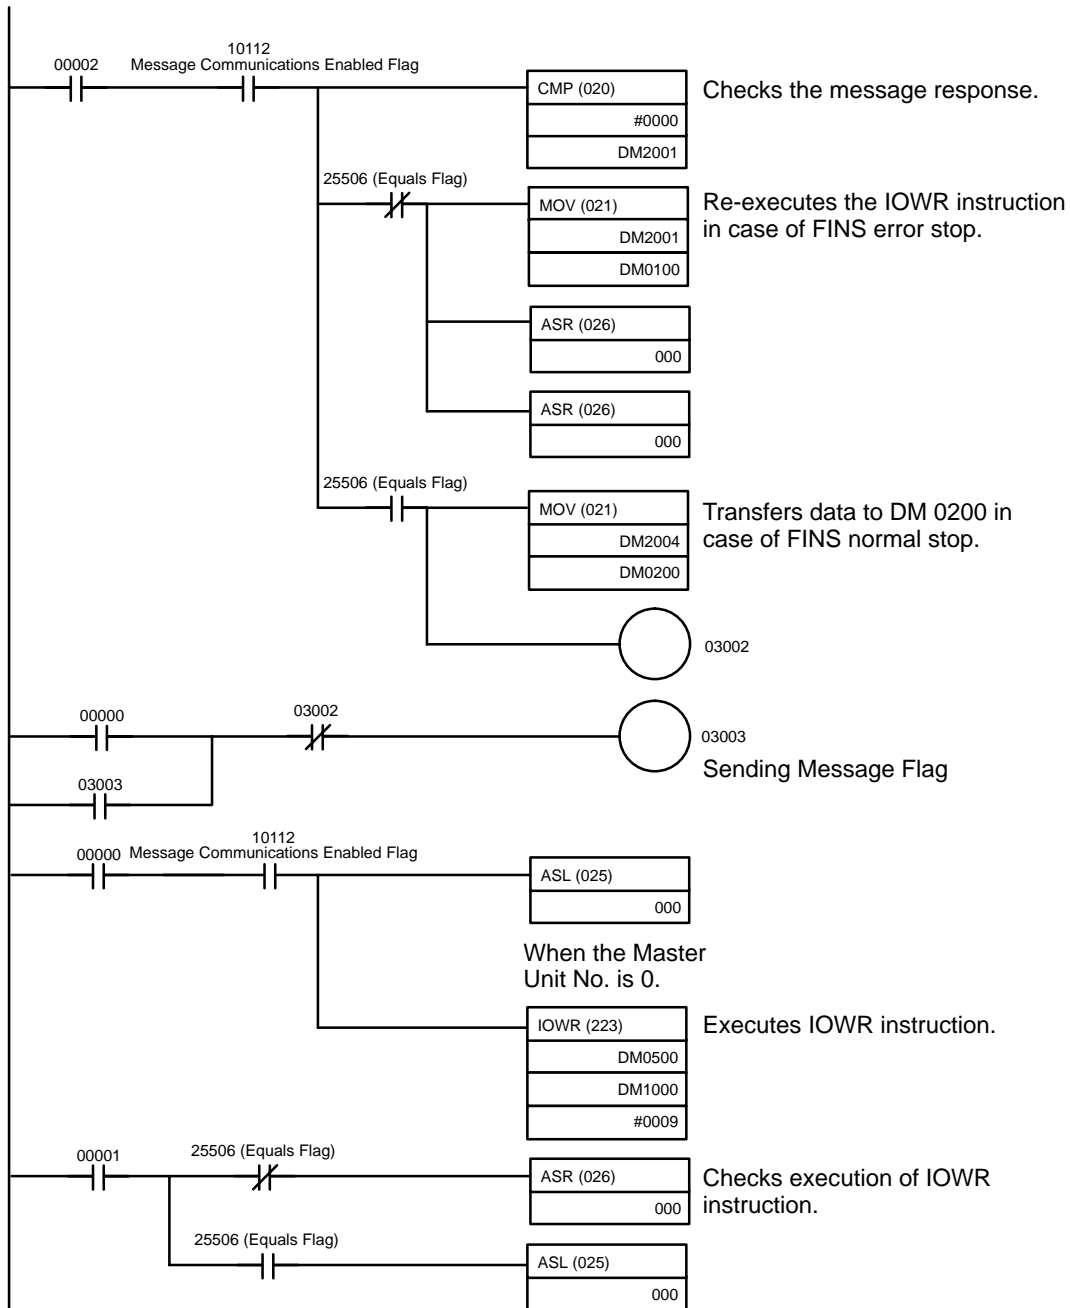 10112
00002 Message Communications Enabled Flag
CMP (020) Checks the message response.
#0000
DM2001
25506 (Equals Flag)
MOV (021) Re-executes the IOWR instruction
DM2001 in case of FINS error stop.
DM0100
ASR (026)
000
ASR (026)
000
25506 (Equals Flag)
MOV (021) Transfers data to DM 0200 in
DM2004 case of FINS normal stop.
DM0200
03002
00000 03002
03003
Sending Message Flag
03003
10112
00000 Message Communications Enabled Flag
ASL (025)
000
When the Master
Unit No. is 0.
IOWR (223) Executes IOWR instruction.
DM0500
DM1000
#0009
00001 25506 (Equals Flag)
ASR (026) Checks execution of IOWR
000 instruction.
25506 (Equals Flag)
ASL (025)
000